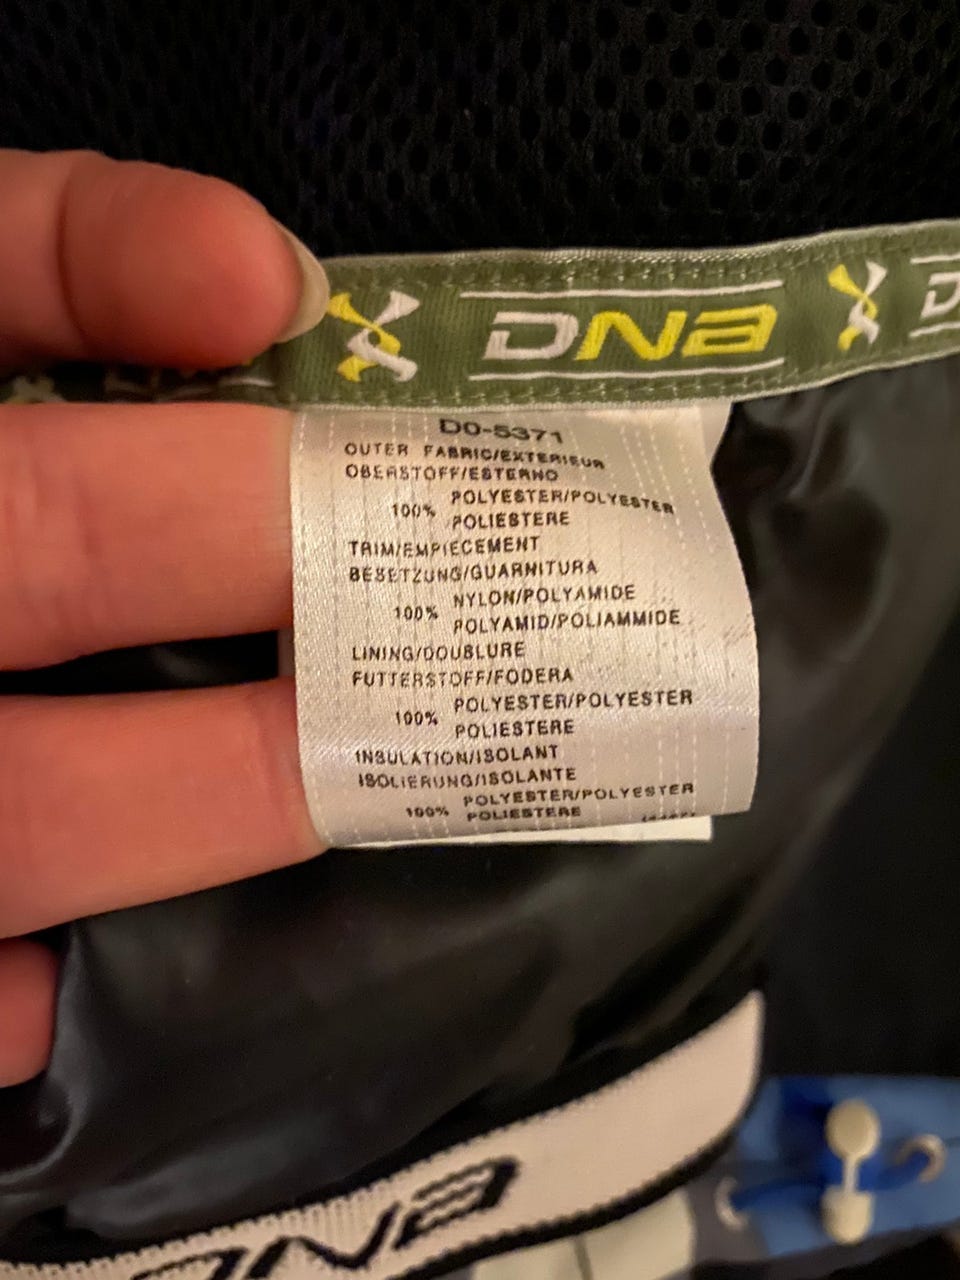 DNA
D
D0-5371
OUTER FABRIC/EXTERIEUR
OBERSTOFF/ESTERNO
100% POLYESTER/POLYESTER
POLIESTERE
TRIM/EMPIECEMENT
BESETZUNG/GUARNITURA
100% NYLON/POLYAMIDE
POLYAMID/POLIAMMIDE
LINING/DOUBLURE
FUTTERSTOFF/FODERA
100% POLYESTER/POLYESTER
POLIESTERE
INSULATION/ISOLANT
ISOLIERUNG/ISOLANTE
100% POLYESTER/POLYESTER
POLIESTERE
DNA